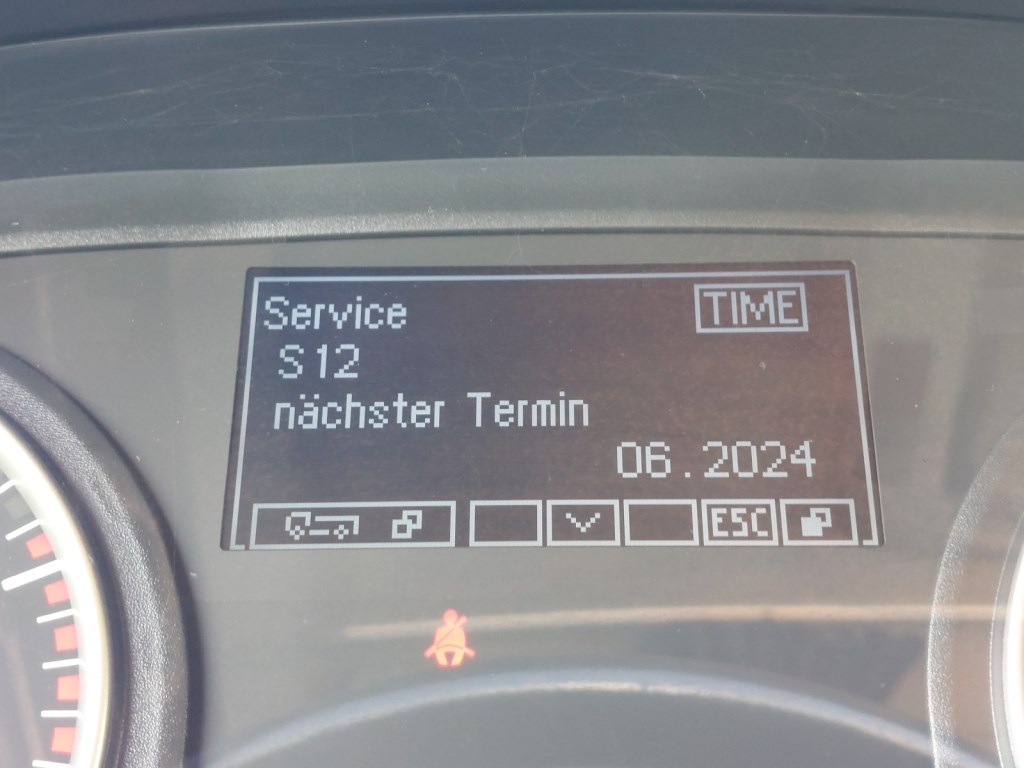 Service TIME
S12
nächster Termin
06.2024
ESC